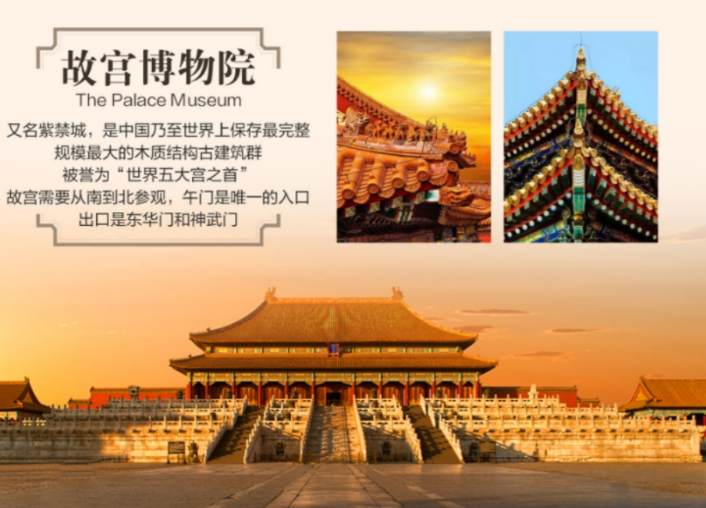 故宫博物院
The Palace Museum
又名紫禁城，是中国乃至世界上保存最完整
规模最大的木质结构古建筑群
被誉为“世界五大宫之首”
故宫需要从南到北参观，午门是唯一的入口
出口是东华门和神武门